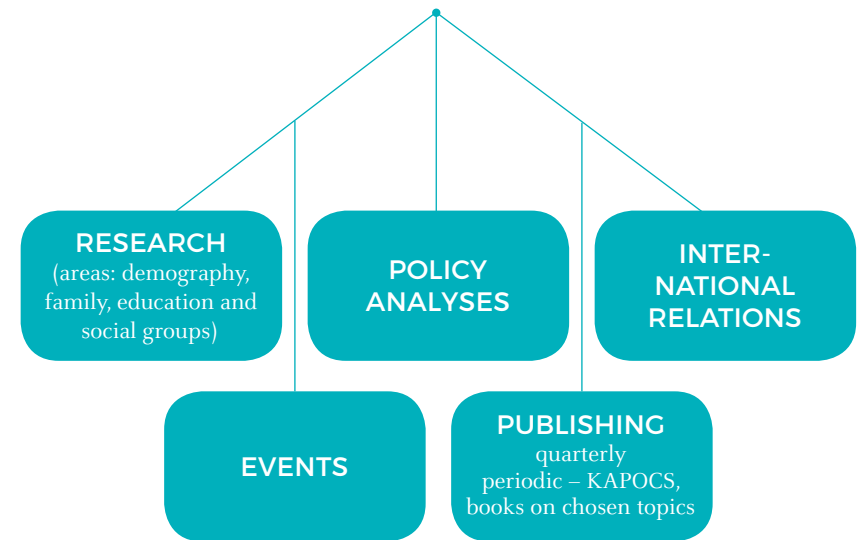 RESEARCH
(areas: demography,
family, education and
social groups)
POLICY
ANALYSES
INTER-
NATIONAL
RELATIONS
EVENTS
PUBLISHING
quarterly
periodic – KAPOCS,
books on chosen topics